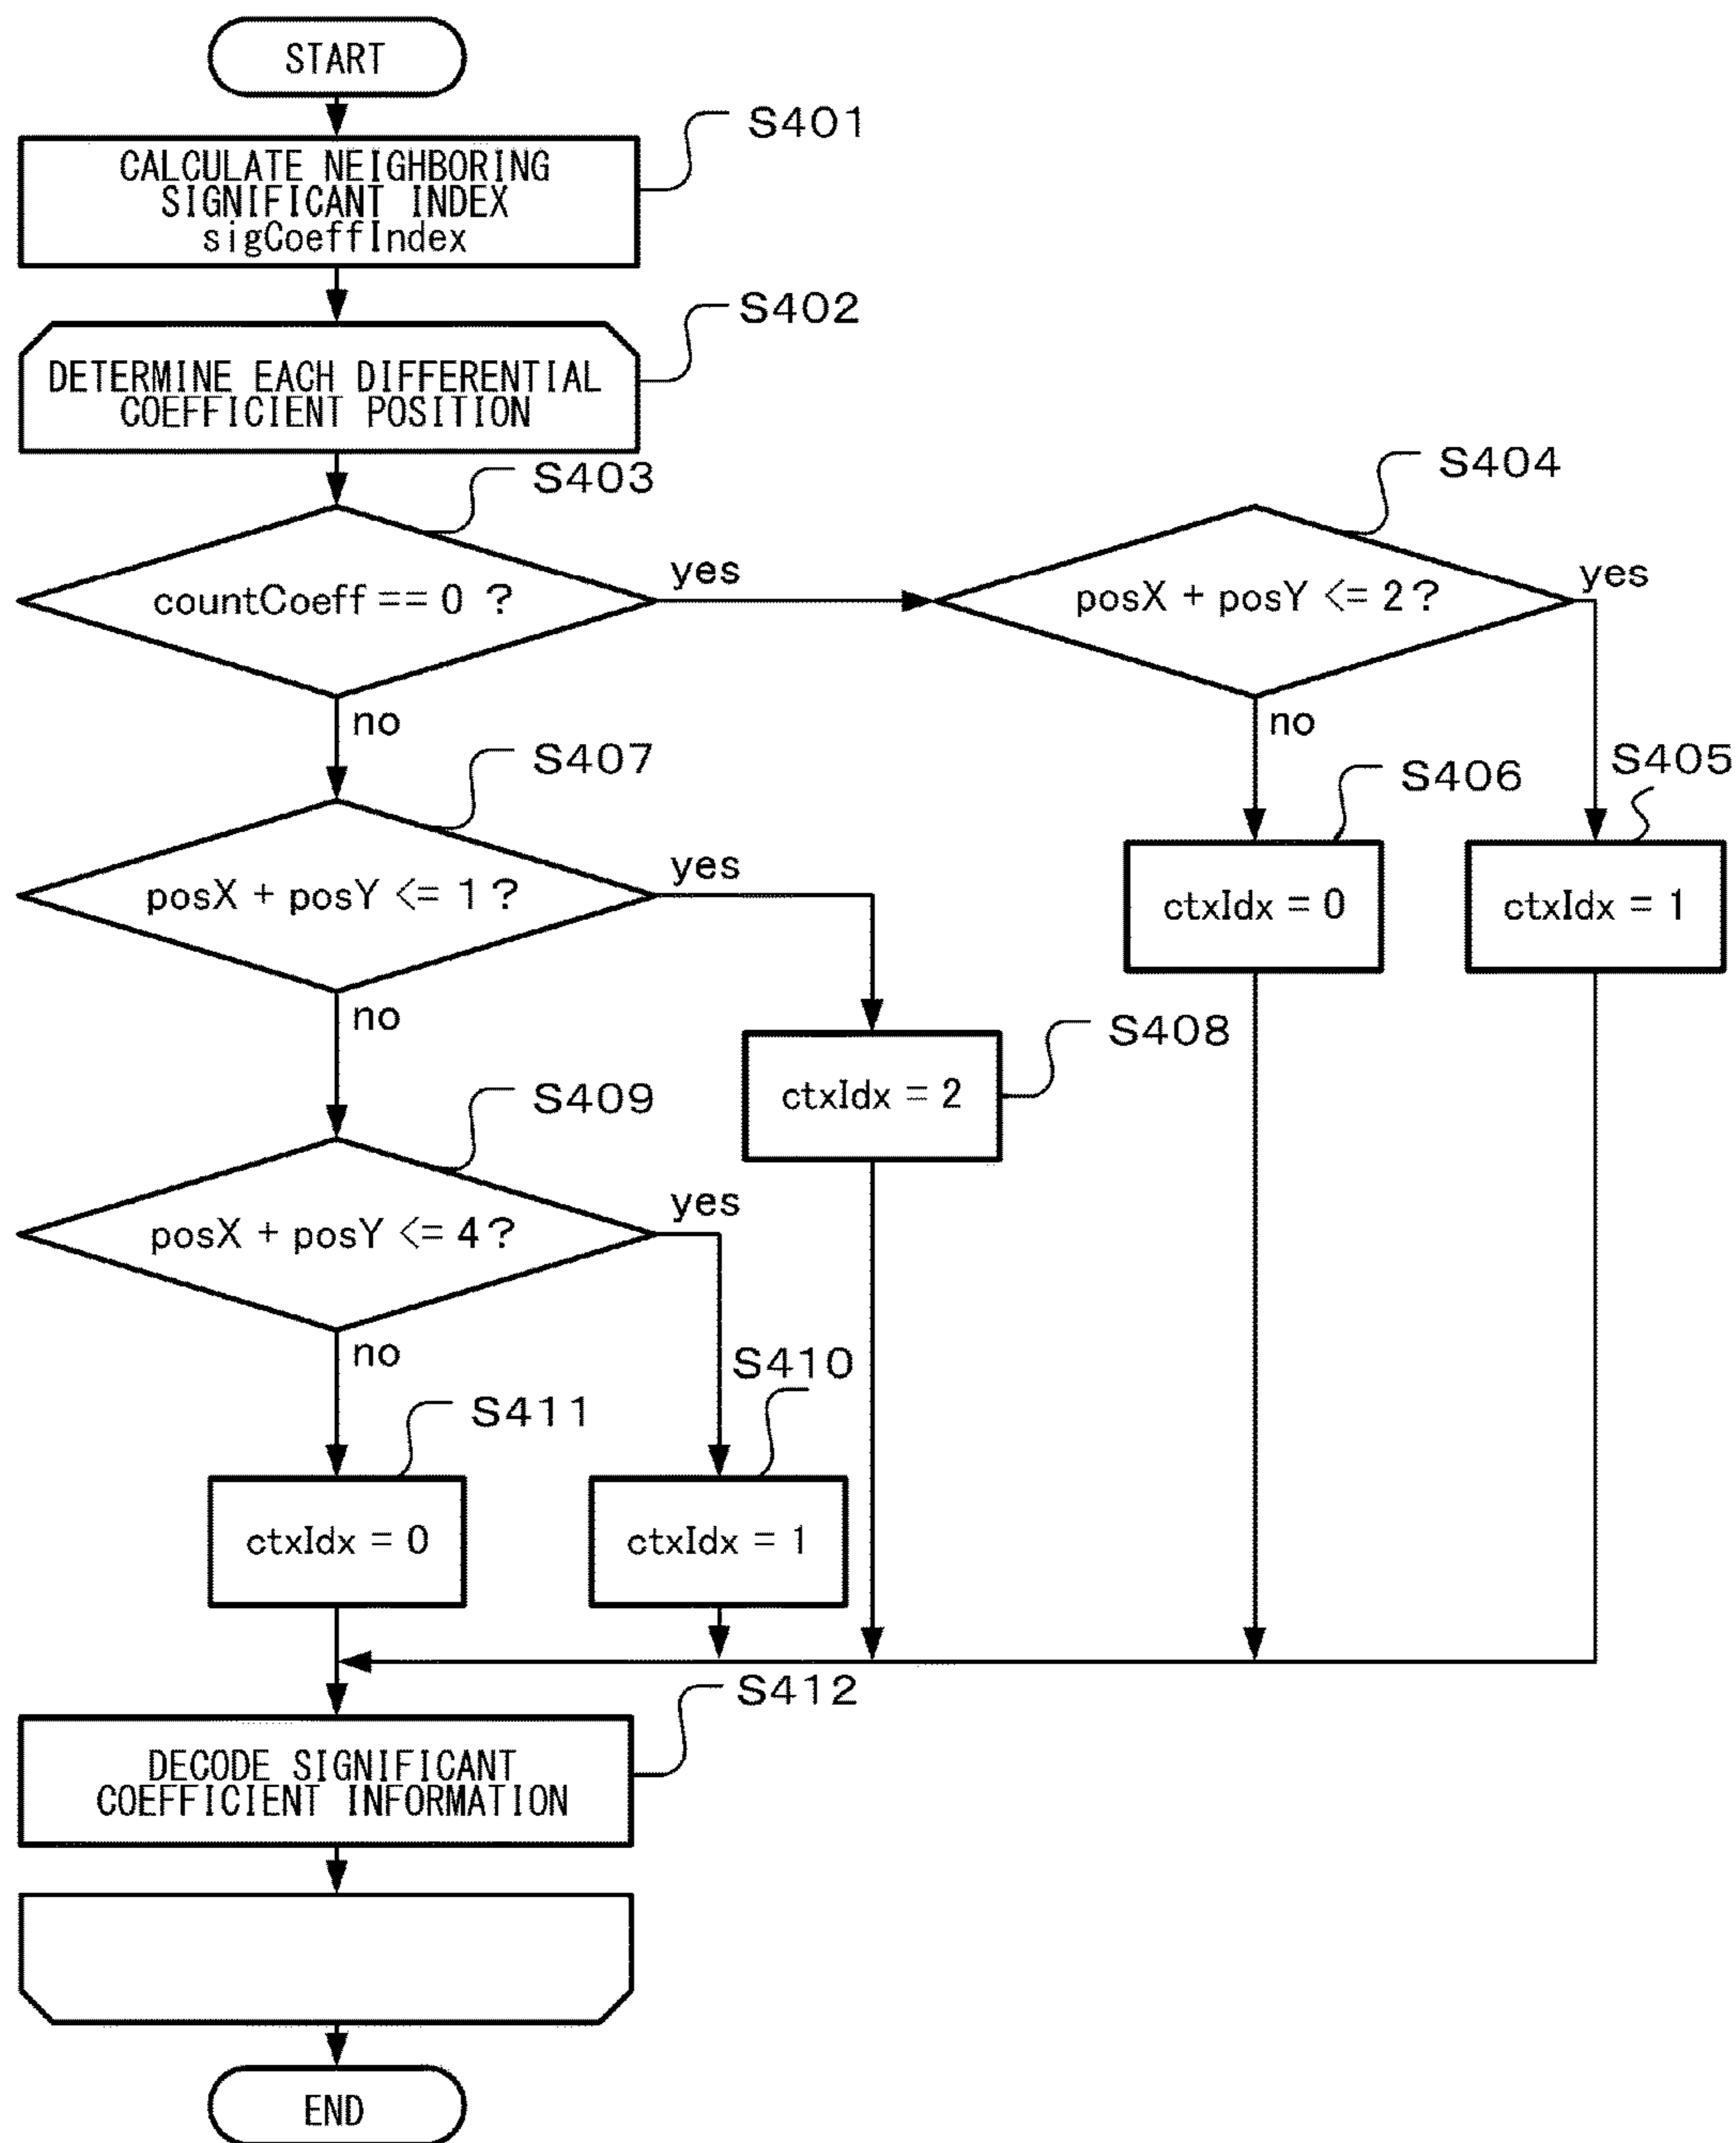 START
S401
CALCULATE NEIGHBORING
SIGNIFICANT INDEX
sigCoeffIndex
S402
DETERMINE EACH DIFFERENTIAL
COEFFICIENT POSITION
S403
countCoeff == 0 ?
yes
no
S404
posX + posY <= 2 ?
yes
no
S405
ctxIdx = 1
S406
ctxIdx = 0
S407
posX + posY <= 1 ?
yes
no
S408
ctxIdx = 2
S409
posX + posY <= 4 ?
yes
no
S410
ctxIdx = 1
S411
ctxIdx = 0
S412
DECODE SIGNIFICANT
COEFFICIENT INFORMATION
END